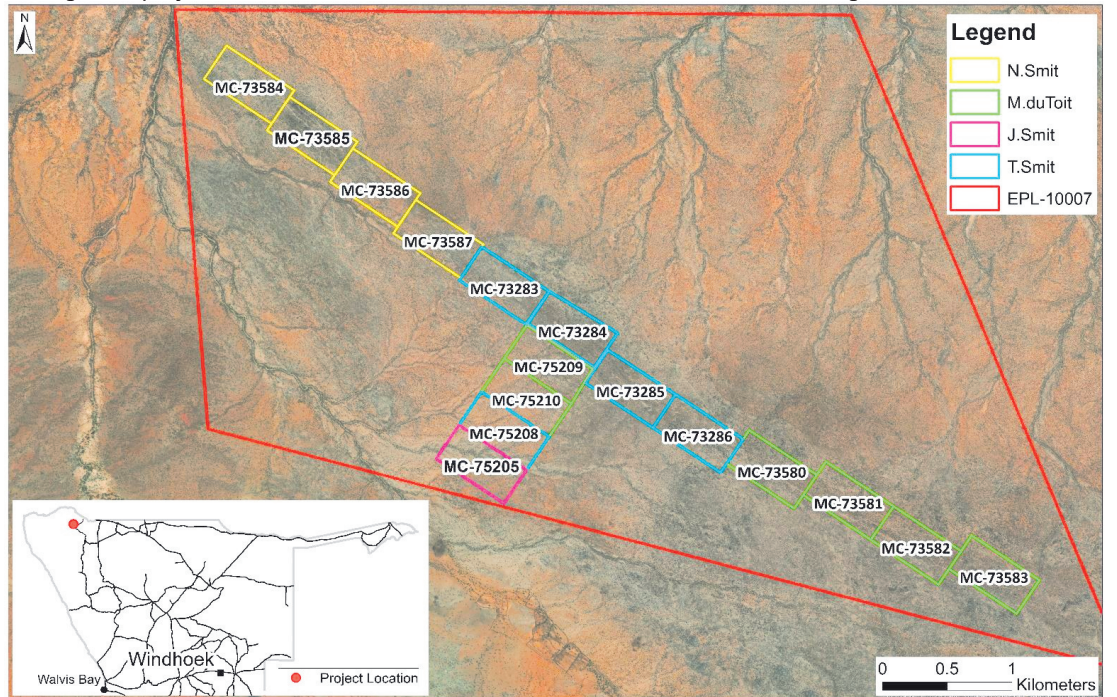 N
Legend
N.Smit
M.duToit
J.Smit
T.Smit
EPL-10007
MC-73584
MC-73585
MC-73586
MC-73587
MC-73283
MC-73284
MC-75209
MC-73285
MC-75210
MC-73286
MC-75208
MC-75205
MC-73580
MC-73581
MC-73582
MC-73583
Windhoek
Walvis Bay
Project Location
0 0.5 1
Kilometers